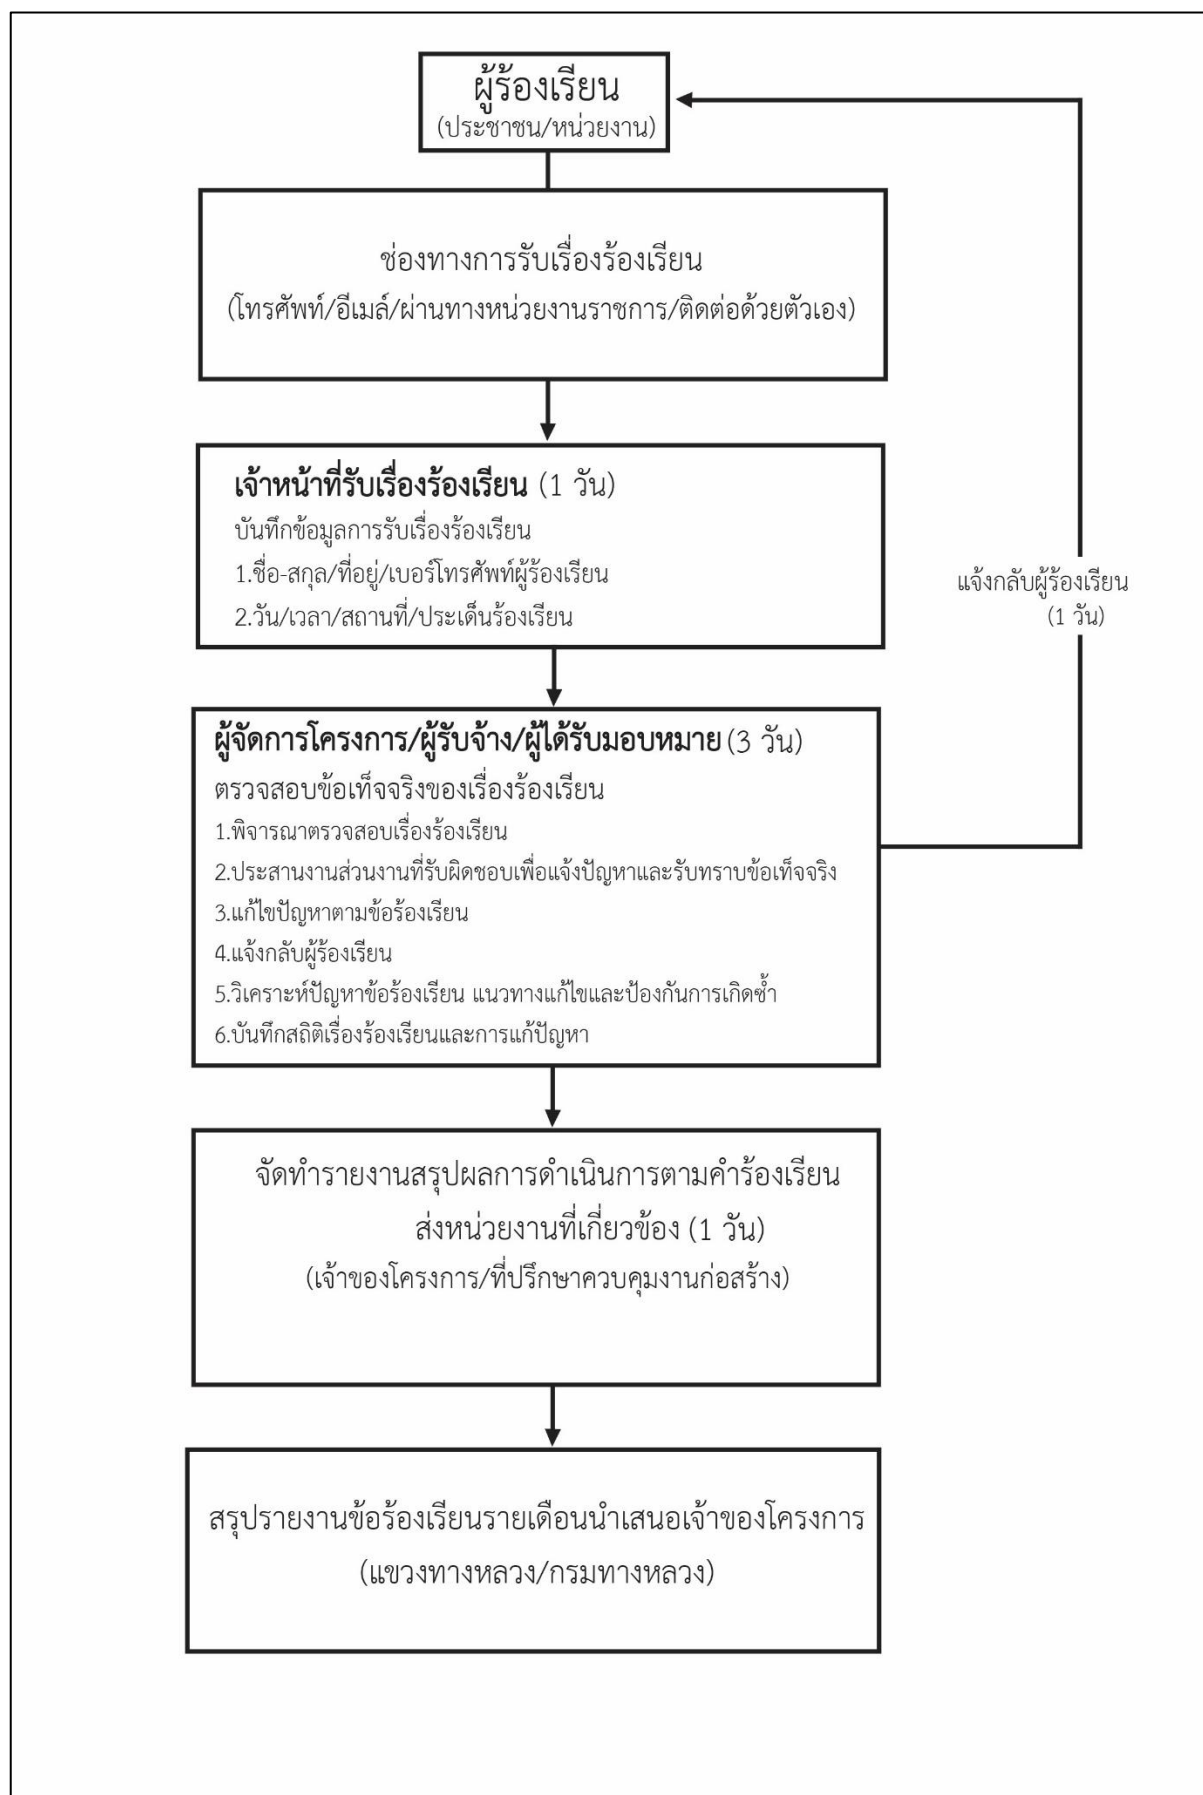 ผู้ร้องเรียน
(ประชาชน/หน่วยงาน)
ช่องทางการรับเรื่องร้องเรียน
(โทรศัพท์/อีเมล์/ผ่านทางหน่วยงานราชการ/ติดต่อด้วยตัวเอง)
เจ้าหน้าที่รับเรื่องร้องเรียน (1 วัน)
บันทึกข้อมูลการรับเรื่องร้องเรียน
1.ชื่อ-สกุล/ที่อยู่/เบอร์โทรศัพท์ผู้ร้องเรียน
2.วัน/เวลา/สถานที่/ประเด็นร้องเรียน
แจ้งกลับผู้ร้องเรียน
(1 วัน)
ผู้จัดการโครงการ/ผู้รับจ้าง/ผู้ได้รับมอบหมาย (3 วัน)
ตรวจสอบข้อเท็จจริงของเรื่องร้องเรียน
1.พิจารณาตรวจสอบเรื่องร้องเรียน
2.ประสานงานส่วนงานที่รับผิดชอบเพื่อแจ้งปัญหาและรับทราบข้อเท็จจริง
3.แก้ไขปัญหาตามข้อร้องเรียน
4.แจ้งกลับผู้ร้องเรียน
5.วิเคราะห์ปัญหาข้อร้องเรียน แนวทางแก้ไขและป้องกันการเกิดซ้ำ
6.บันทึกสถิติเรื่องร้องเรียนและการแก้ปัญหา
จัดทำรายงานสรุปผลการดำเนินการตามคำร้องเรียน
ส่งหน่วยงานที่เกี่ยวข้อง (1 วัน)
(เจ้าของโครงการ/ที่ปรึกษาควบคุมงานก่อสร้าง)
สรุปรายงานข้อร้องเรียนรายเดือนนำเสนอเจ้าของโครงการ
(แขวงทางหลวง/กรมทางหลวง)